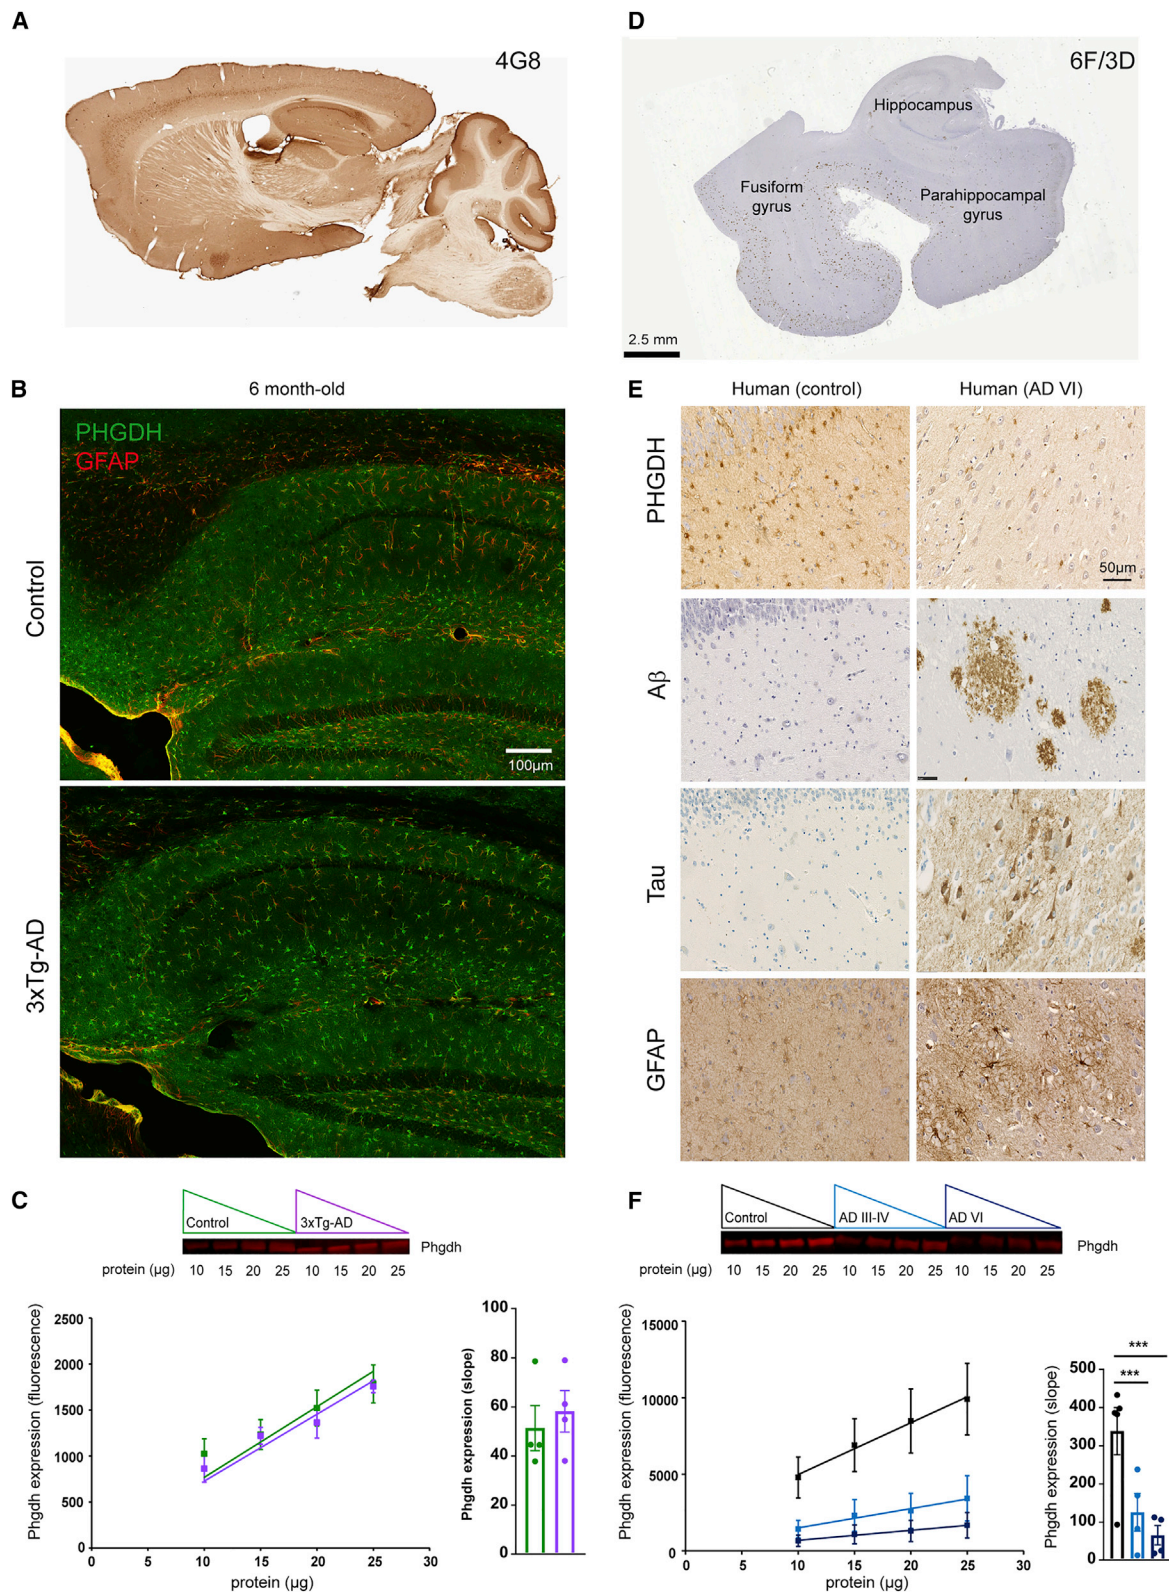 A
4G8
D
6F/3D
Hippocampus
Fusiform
gyrus
Parahippocampal
gyrus
2.5 mm
B
6 month-old
PHGDH
GFAP
Control
100µm
3xTg-AD
E
Human (control)
Human (AD VI)
PHGDH
50µm
Aβ
Tau
GFAP
C
Control
3xTg-AD
Phgdh
protein (µg)
10 15 20 25 10 15 20 25
Phgdh expression (fluorescence)
2500
2000
1500
1000
500
0
0 5 10 15 20 25 30
protein (µg)
Phgdh expression (slope)
100
80
60
40
20
0
F
Control
AD III-IV
AD VI
Phgdh
protein (µg)
10 15 20 25 10 15 20 25 10 15 20 25
Phgdh expression (fluorescence)
15000
10000
5000
0
0 5 10 15 20 25 30
protein (µg)
Phgdh expression (slope)
***
***
500
400
300
200
100
0